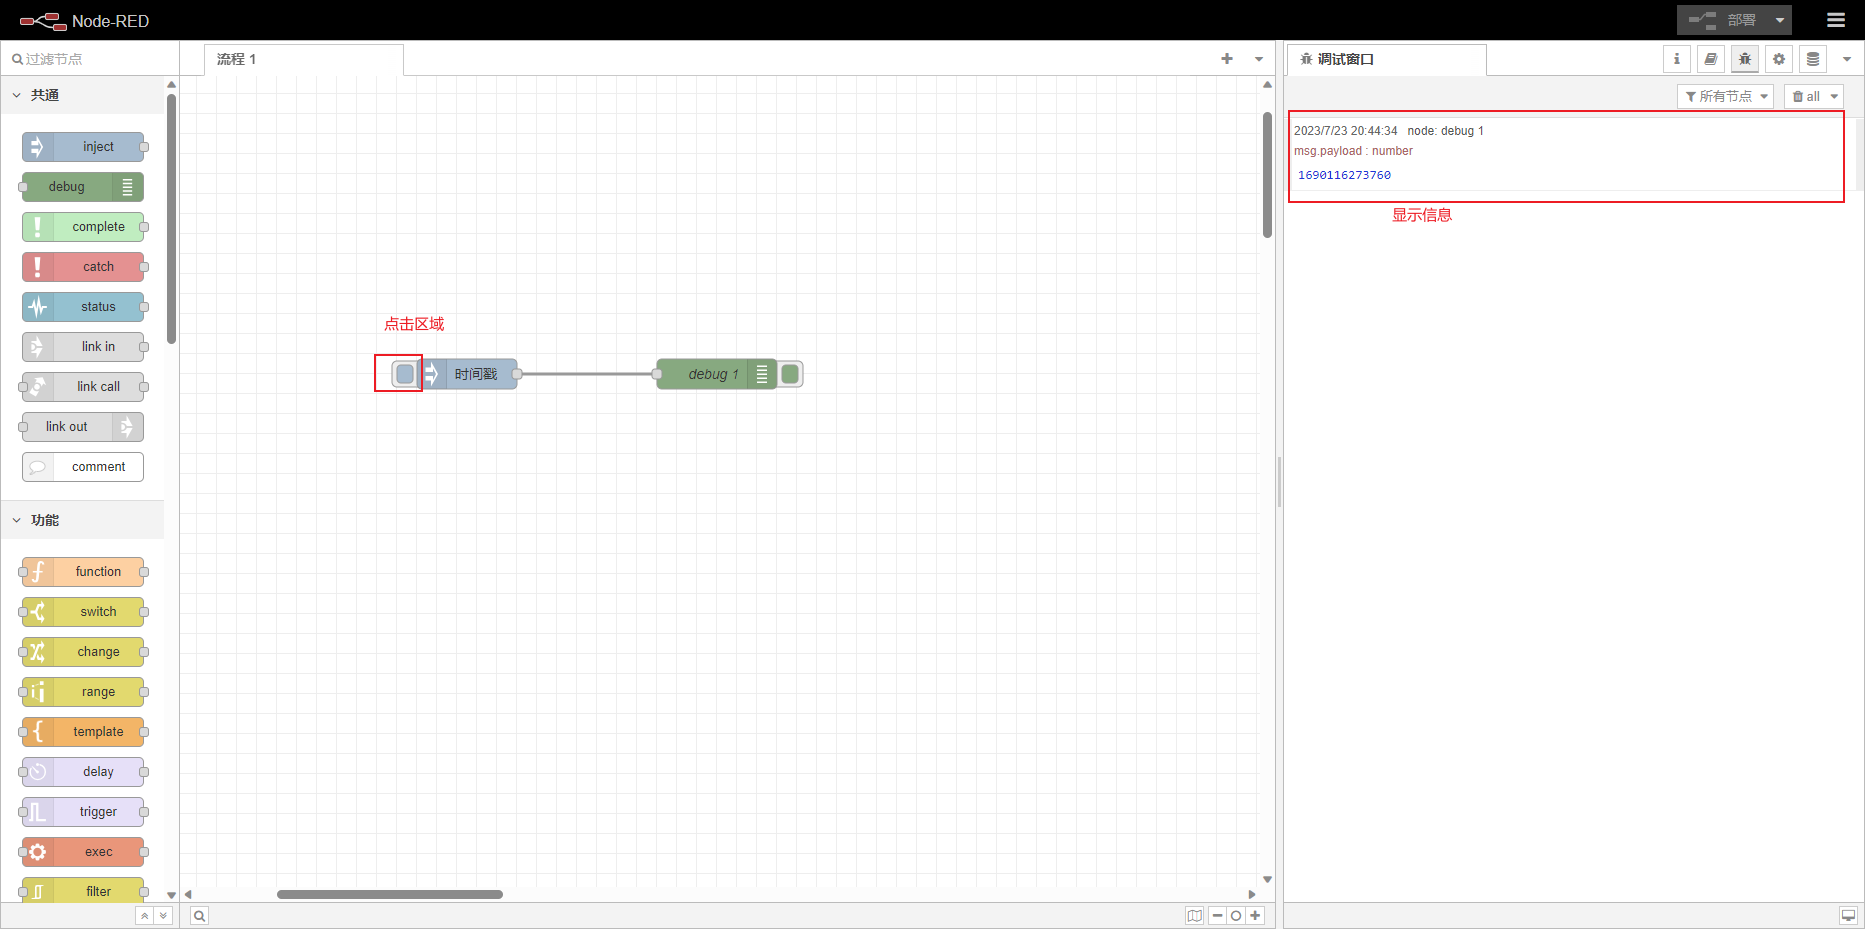 Node-RED
部署
过滤节点
流程 1
调试窗口
共通
所有节点
all
inject
debug
complete
catch
status
link in
link call
link out
comment
2023/7/23 20:44:34 node: debug 1
msg.payload : number
1690116273760
显示信息
点击区域
时间戳
debug 1
功能
function
switch
change
range
template
delay
trigger
exec
filter